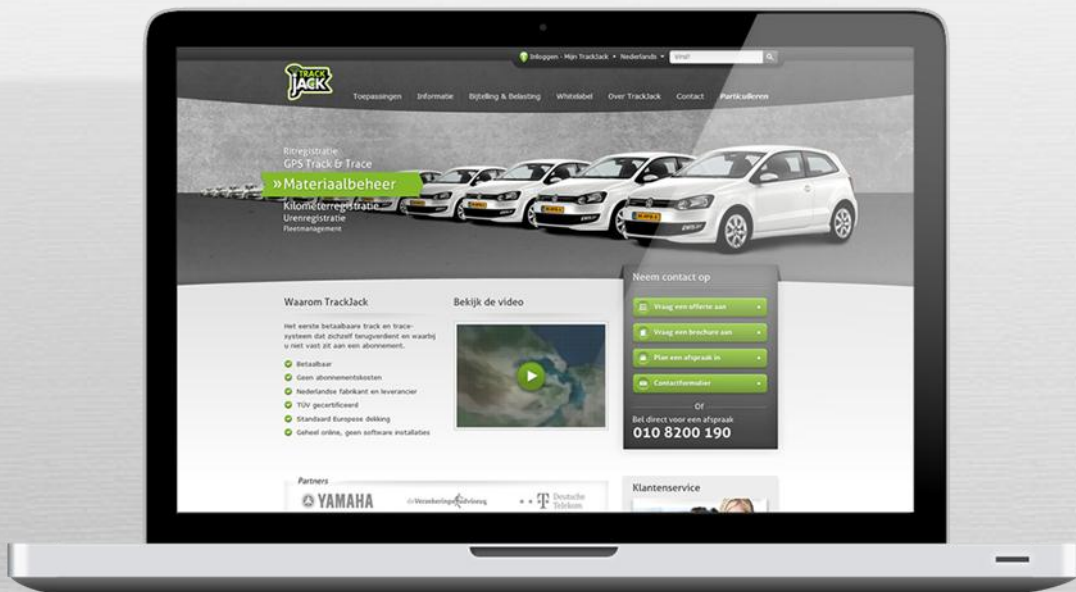 Inloggen - Mijn TrackJack • Nederlands
Vind!
TRACK
JACK
Toepassingen Informatie Bijtelling & Belasting Whitelabel Over TrackJack Contact Particulieren
Ritregistratie
GPS Track & Trace
» Materiaalbeheer
Kilometerregistratie
Urenregistratie
Fleetmanagement
Neem contact op
Vraag een offerte aan
Vraag een brochure aan
Plan een afspraak in
Contactformulier
Of
Bel direct voor een afspraak
010 8200 190
Waarom TrackJack
Het eerste betaalbaare track en trace-
systeem dat zichzelf terugverdient en waarbij
u niet vast zit aan een abonnement.
Betaalbaar
Geen abonnementskosten
Nederlandse fabrikant en leverancier
TÜV gecertificeerd
Standaard Europese dekking
Geheel online, geen software installaties
Bekijk de video
Partners
YAMAHA
deVerzekeringsadviseug
Deutsche
Telekom
Klantenservice